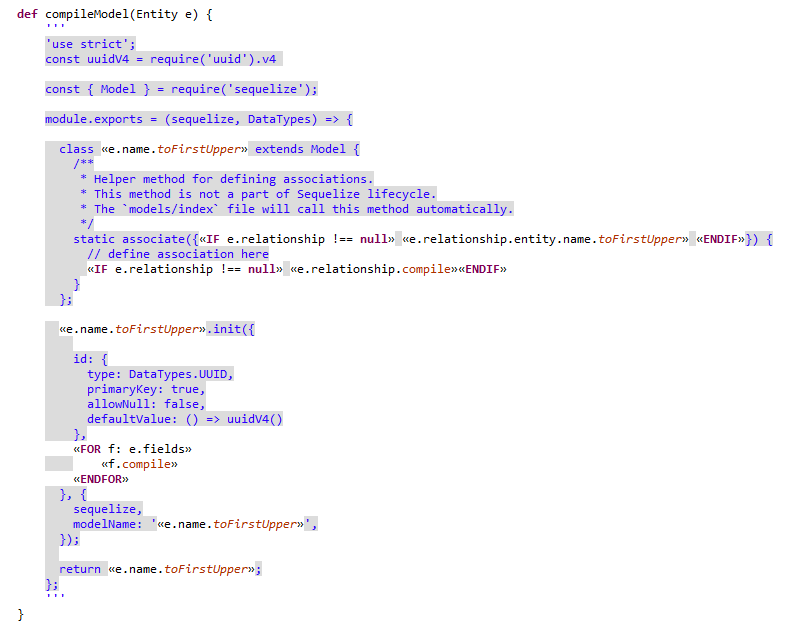 def compileModel(Entity e) {
'''
'use strict';
const uuidV4 = require('uuid').v4
const { Model } = require('sequelize');
module.exports = (sequelize, DataTypes) => {
class «e.name.toFirstUpper» extends Model {
/**
* Helper method for defining associations.
* This method is not a part of Sequelize lifecycle.
* The `models/index` file will call this method automatically.
*/
static associate({«IF e.relationship !== null» «e.relationship.entity.name.toFirstUpper» «ENDIF»}) {
// define association here
«IF e.relationship !== null» «e.relationship.compile»«ENDIF»
}
};
«e.name.toFirstUpper».init({
id: {
type: DataTypes.UUID,
primaryKey: true,
allowNull: false,
defaultValue: () => uuidV4()
},
«FOR f: e.fields»
«f.compile»
«ENDFOR»
}, {
sequelize,
modelName: '«e.name.toFirstUpper»',
});
return «e.name.toFirstUpper»;
};
'''
}